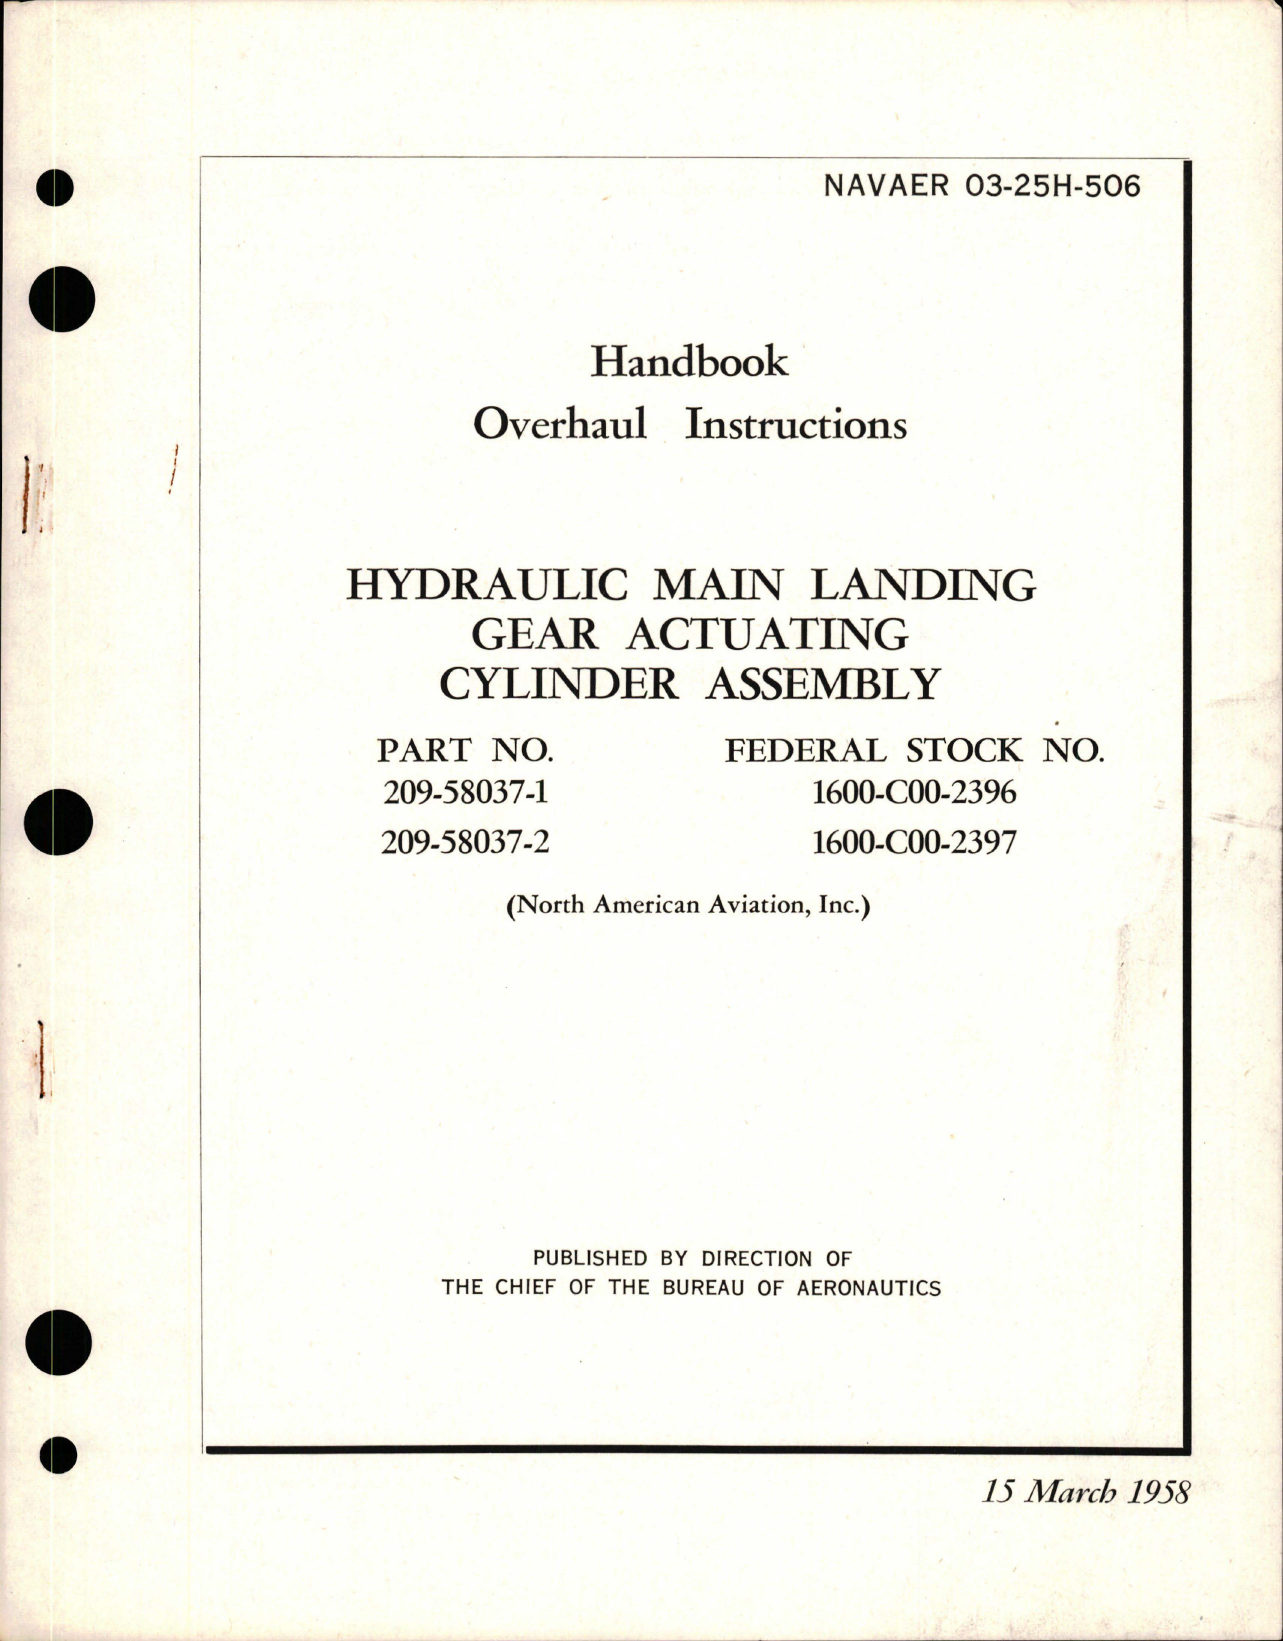 NAVAER 03-25H-506
Handbook
Overhaul Instructions
HYDRAULIC MAIN LANDING
GEAR ACTUATING
CYLINDER ASSEMBLY
PART NO. FEDERAL STOCK NO.
209-58037-1 1600-C00-2396
209-58037-2 1600-C00-2397
(North American Aviation, Inc.)
PUBLISHED BY DIRECTION OF
THE CHIEF OF THE BUREAU OF AERONAUTICS
15 March 1958